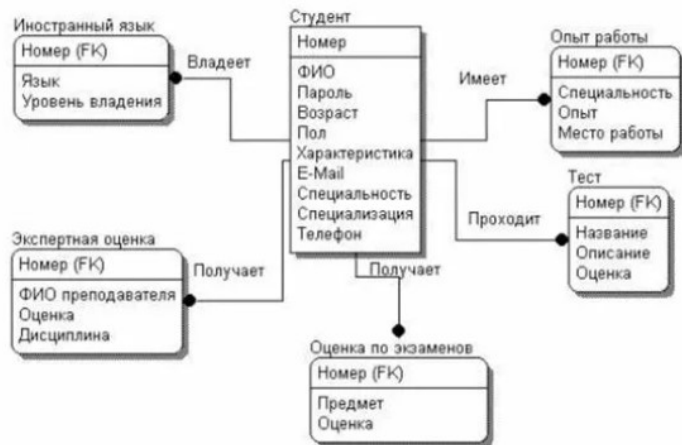 Иностранный язык
Номер (FK)
Язык
Уровень владения
Владеет
Студент
Номер
ФИО
Пароль
Возраст
Пол
Характеристика
E-Mail
Специальность
Специализация
Телефон
Имеет
Опыт работы
Номер (FK)
Специальность
Опыт
Место работы
Проходит
Тест
Номер (FK)
Название
Описание
Оценка
Экспертная оценка
Номер (FK)
ФИО преподавателя
Оценка
Дисциплина
Получает
Получает
Оценка по экзаменов
Номер (FK)
Предмет
Оценка